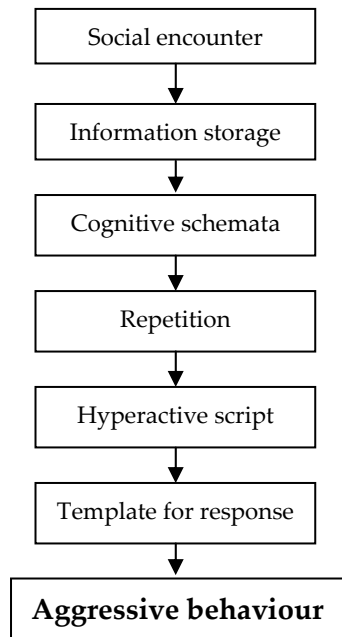 Social encounter
Information storage
Cognitive schemata
Repetition
Hyperactive script
Template for response
Aggressive behaviour